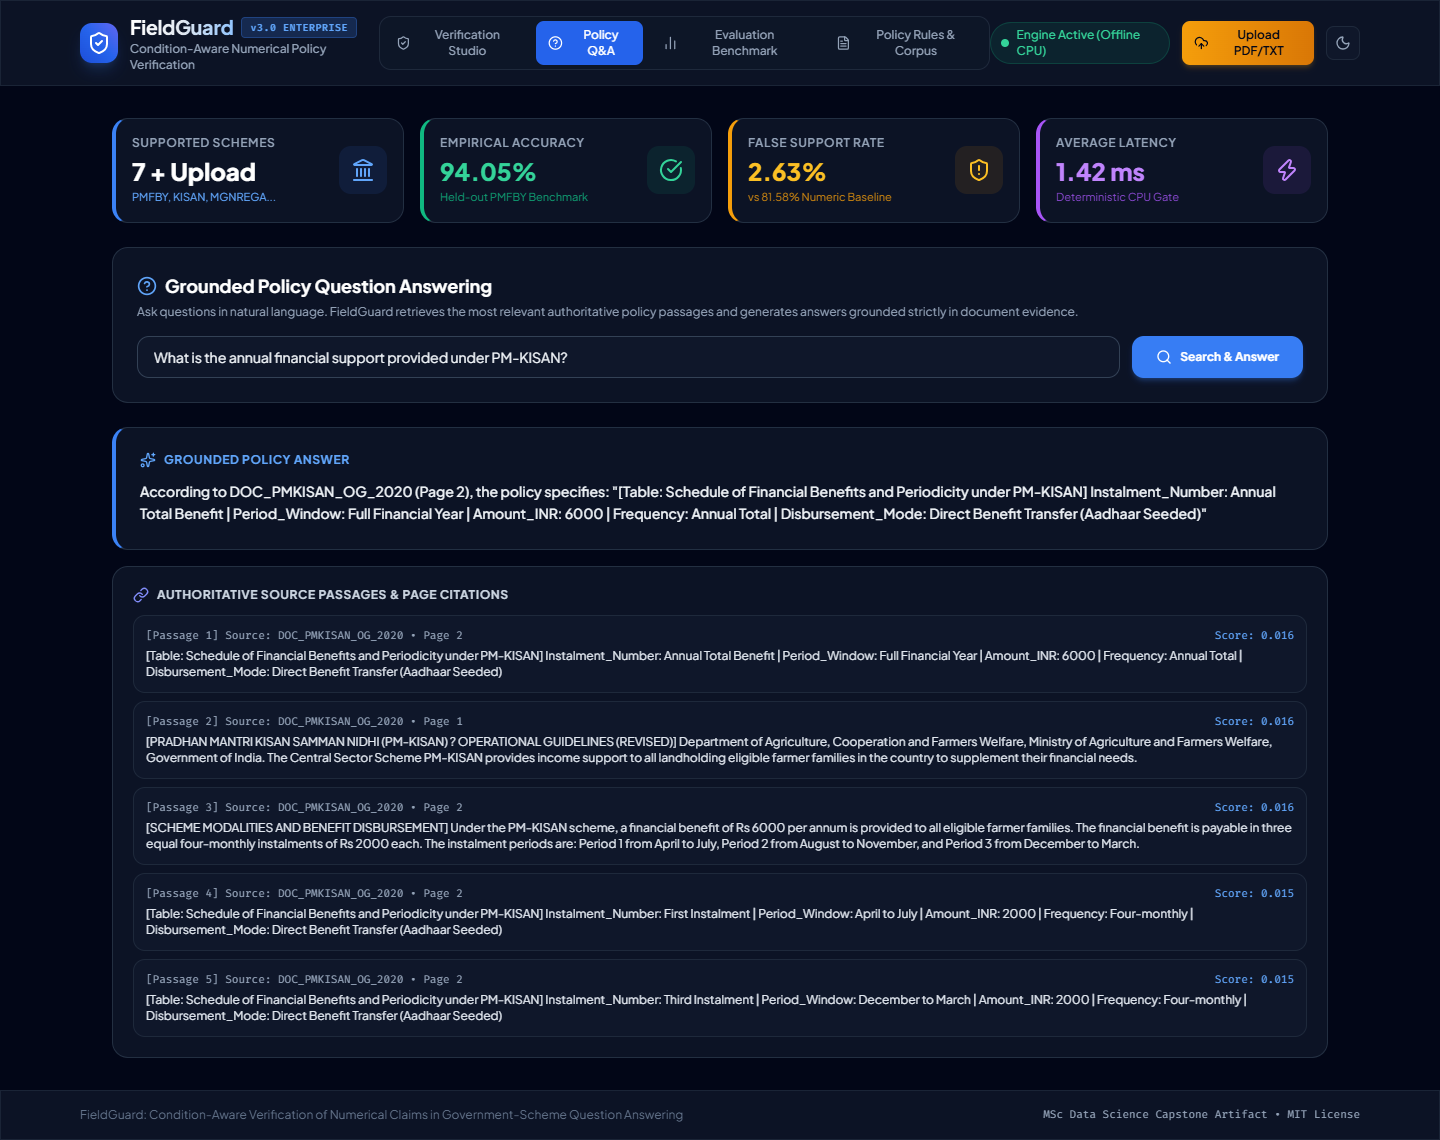 FieldGuard v3.0 ENTERPRISE
Condition-Aware Numerical Policy
Verification
Verification
Studio
Policy
Q&A
Evaluation
Benchmark
Policy Rules &
Corpus
Engine Active (Offline
CPU)
Upload
PDF/TXT
SUPPORTED SCHEMES
7 + Upload
PMFBY, KISAN, MGNREGA...
EMPIRICAL ACCURACY
94.05%
Held-out PMFBY Benchmark
FALSE SUPPORT RATE
2.63%
vs 81.58% Numeric Baseline
AVERAGE LATENCY
1.42 ms
Deterministic CPU Gate
Grounded Policy Question Answering
Ask questions in natural language. FieldGuard retrieves the most relevant authoritative policy passages and generates answers grounded strictly in document evidence.
What is the annual financial support provided under PM-KISAN?
Search & Answer
GROUNDED POLICY ANSWER
According to DOC_PMKISAN_OG_2020 (Page 2), the policy specifies: "[Table: Schedule of Financial Benefits and Periodicity under PM-KISAN] Instalment_Number: Annual
Total Benefit | Period_Window: Full Financial Year | Amount_INR: 6000 | Frequency: Annual Total | Disbursement_Mode: Direct Benefit Transfer (Aadhaar Seeded)"
AUTHORITATIVE SOURCE PASSAGES & PAGE CITATIONS
[Passage 1] Source: DOC_PMKISAN_OG_2020 • Page 2 Score: 0.016
[Table: Schedule of Financial Benefits and Periodicity under PM-KISAN] Instalment_Number: Annual Total Benefit | Period_Window: Full Financial Year | Amount_INR: 6000 | Frequency: Annual Total |
Disbursement_Mode: Direct Benefit Transfer (Aadhaar Seeded)
[Passage 2] Source: DOC_PMKISAN_OG_2020 • Page 1 Score: 0.016
[PRADHAN MANTRI KISAN SAMMAN NIDHI (PM-KISAN) ? OPERATIONAL GUIDELINES (REVISED)] Department of Agriculture, Cooperation and Farmers Welfare, Ministry of Agriculture and Farmers Welfare,
Government of India. The Central Sector Scheme PM-KISAN provides income support to all landholding eligible farmer families in the country to supplement their financial needs.
[Passage 3] Source: DOC_PMKISAN_OG_2020 • Page 2 Score: 0.016
[SCHEME MODALITIES AND BENEFIT DISBURSEMENT] Under the PM-KISAN scheme, a financial benefit of Rs 6000 per annum is provided to all eligible farmer families. The financial benefit is payable in three
equal four-monthly instalments of Rs 2000 each. The instalment periods are: Period 1 from April to July, Period 2 from August to November, and Period 3 from December to March.
[Passage 4] Source: DOC_PMKISAN_OG_2020 • Page 2 Score: 0.015
[Table: Schedule of Financial Benefits and Periodicity under PM-KISAN] Instalment_Number: First Instalment | Period_Window: April to July | Amount_INR: 2000 | Frequency: Four-monthly |
Disbursement_Mode: Direct Benefit Transfer (Aadhaar Seeded)
[Passage 5] Source: DOC_PMKISAN_OG_2020 • Page 2 Score: 0.015
[Table: Schedule of Financial Benefits and Periodicity under PM-KISAN] Instalment_Number: Third Instalment | Period_Window: December to March | Amount_INR: 2000 | Frequency: Four-monthly |
Disbursement_Mode: Direct Benefit Transfer (Aadhaar Seeded)
FieldGuard: Condition-Aware Verification of Numerical Claims in Government-Scheme Question Answering
MSc Data Science Capstone Artifact • MIT License